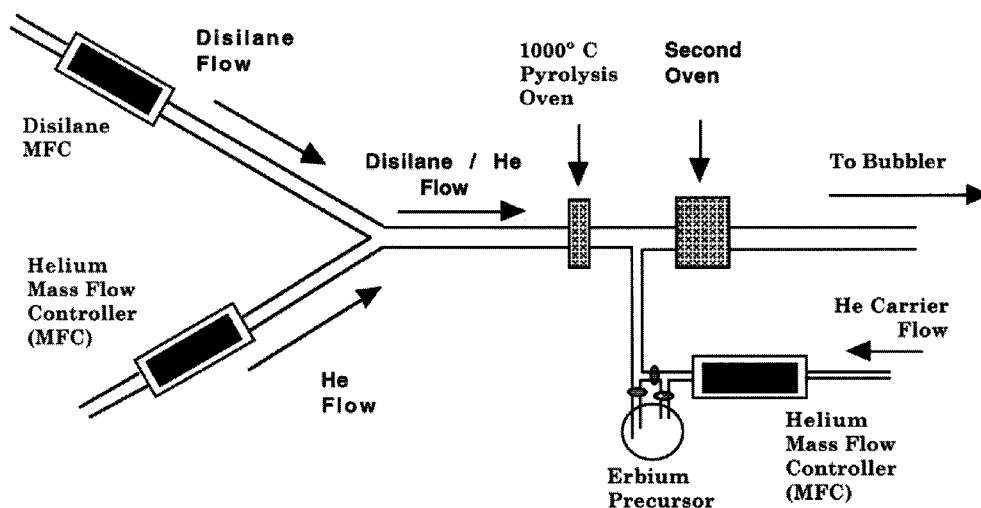 Disilane
Flow
1000° C
Pyrolysis
Oven
Second
Oven
Disilane
MFC
Disilane / He
Flow
To Bubbler
Helium
Mass Flow
Controller
(MFC)
He
Flow
He Carrier
Flow
Erbium
Precursor
Helium
Mass Flow
Controller
(MFC)